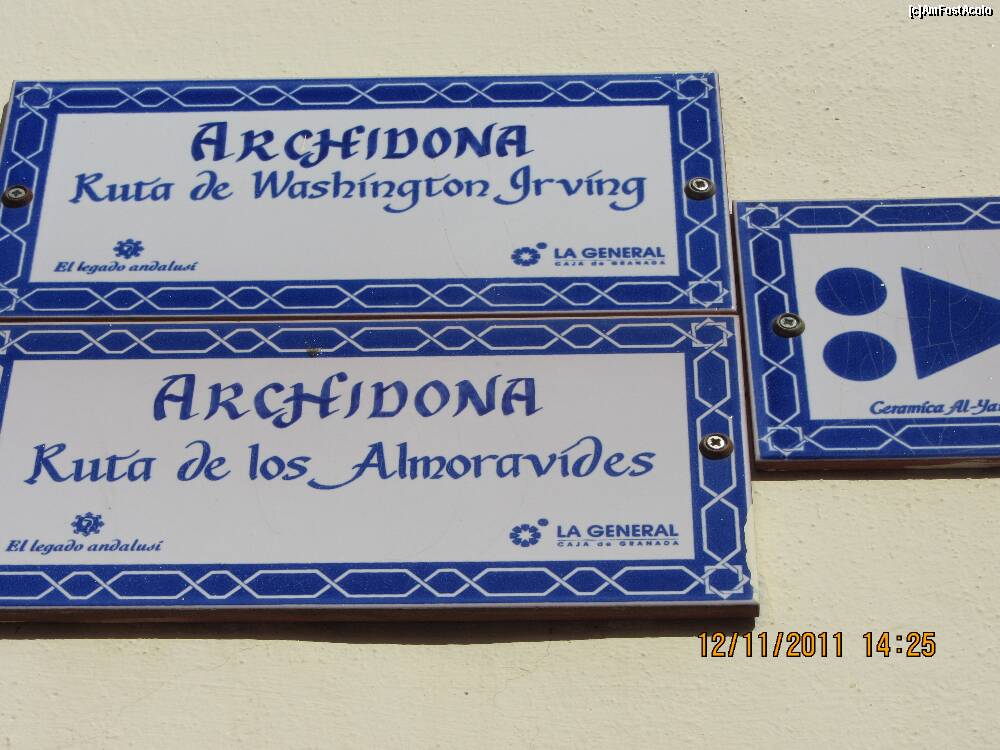 [c]AmFostAcolo
ARCHIDONA
Ruta de Washington Irving
El legado andalusí
LA GENERAL
CAJA de GRANADA
ARCHIDONA
Ruta de los Almoravides
El legado andalusí
LA GENERAL
CAJA de GRANADA
Ceramica
12/11/2011 14:25